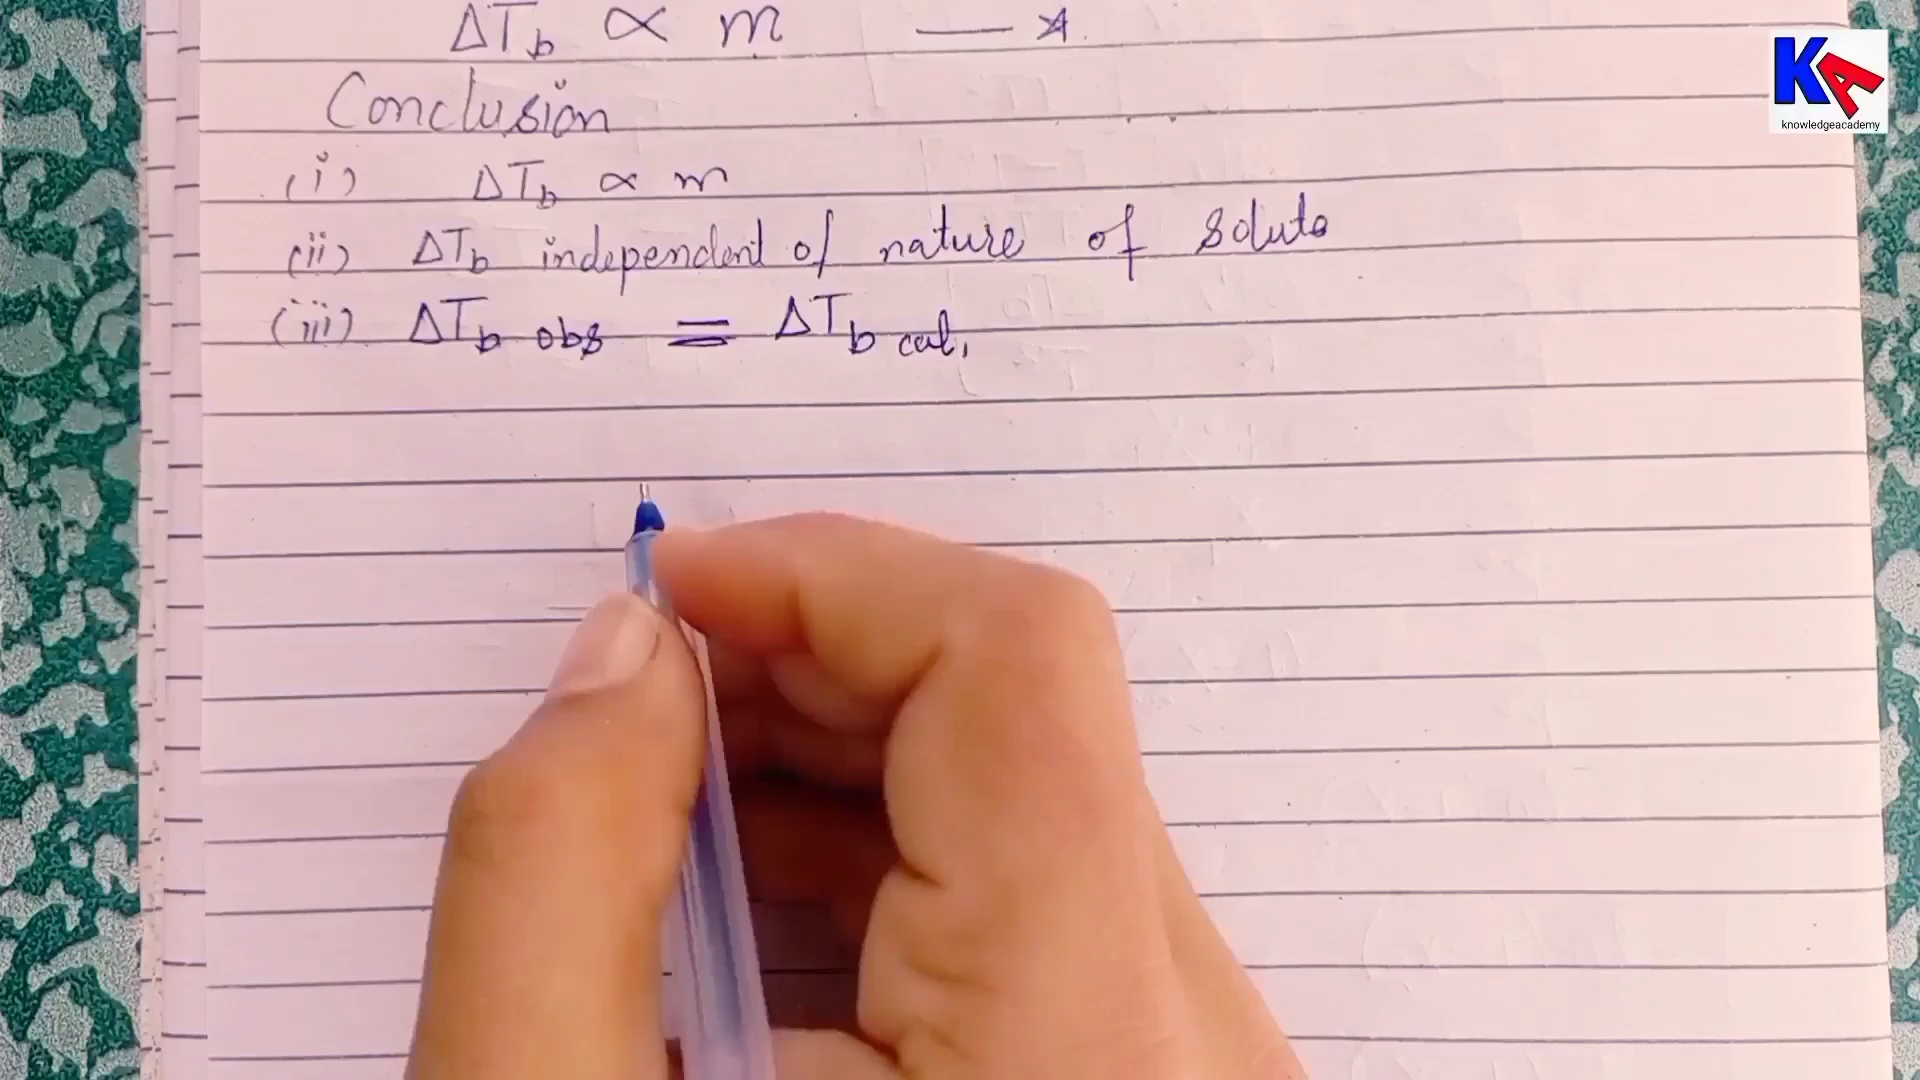 ΔTb ∝ m —
Conclusion
(i) ΔTb ∝ m
(ii) ΔTb independent of nature of solute
(iii) ΔTb obs = ΔTb cal.
KA
knowledgeacademy